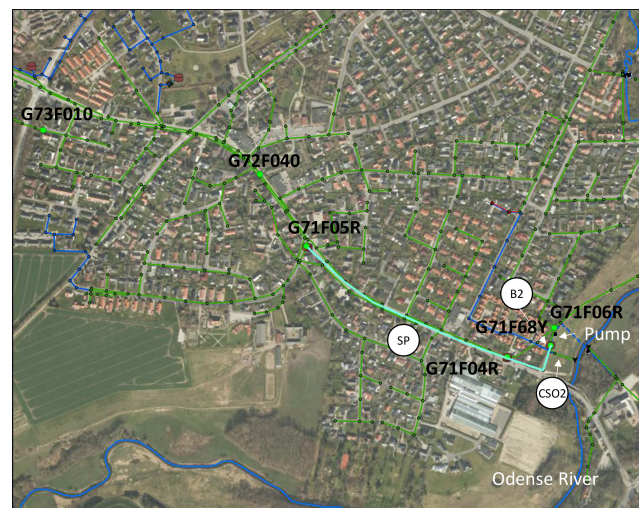 G73F010
G72F040
G71F05R
B2
G71F06R
G71F68Y
Pump
SP
G71F04R
CSO2
Odense River